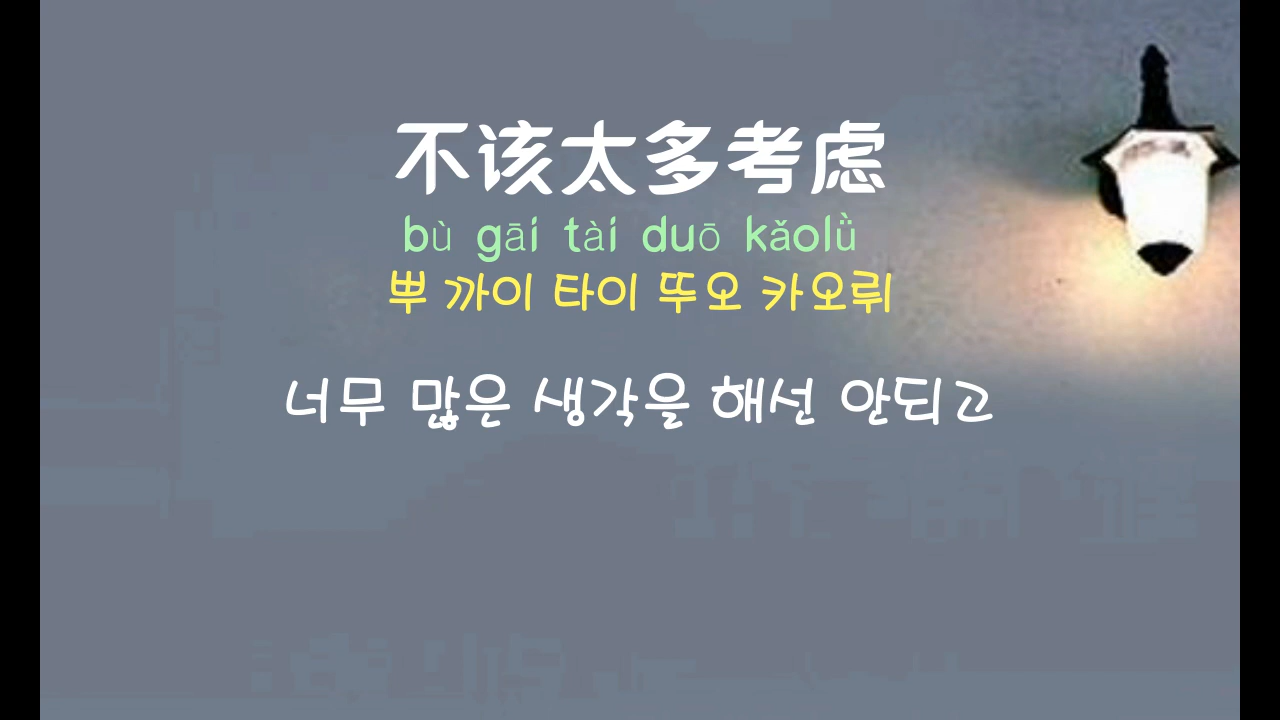 不该太多考虑
bù gāi tài duō kǎolǜ
뿌 까이 타이 뚜오 카오뤼
너무 많은 생각을 해선 안되고